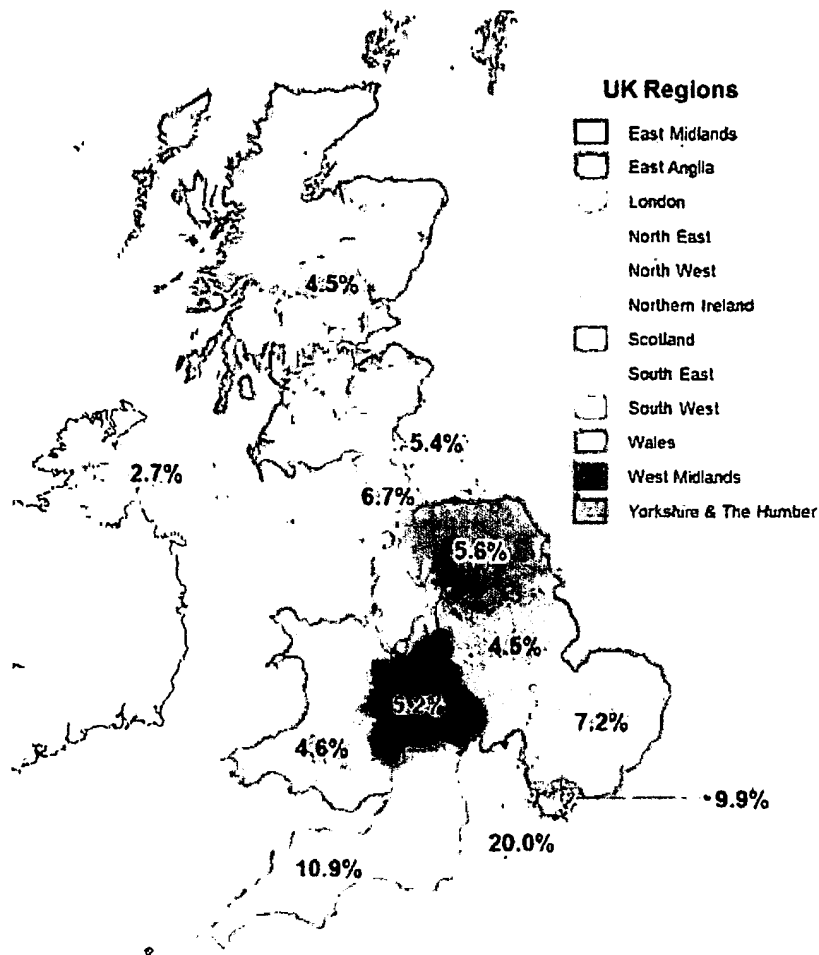 UK Regions
East Midlands
East Anglia
London
North East
North West
Northern Ireland
Scotland
South East
South West
Wales
West Midlands
Yorkshire & The Humber
4.5%
5.4%
2.7%
6.7%
5.6%
4.5%
5.2%
7.2%
4.6%
9.9%
20.0%
10.9%